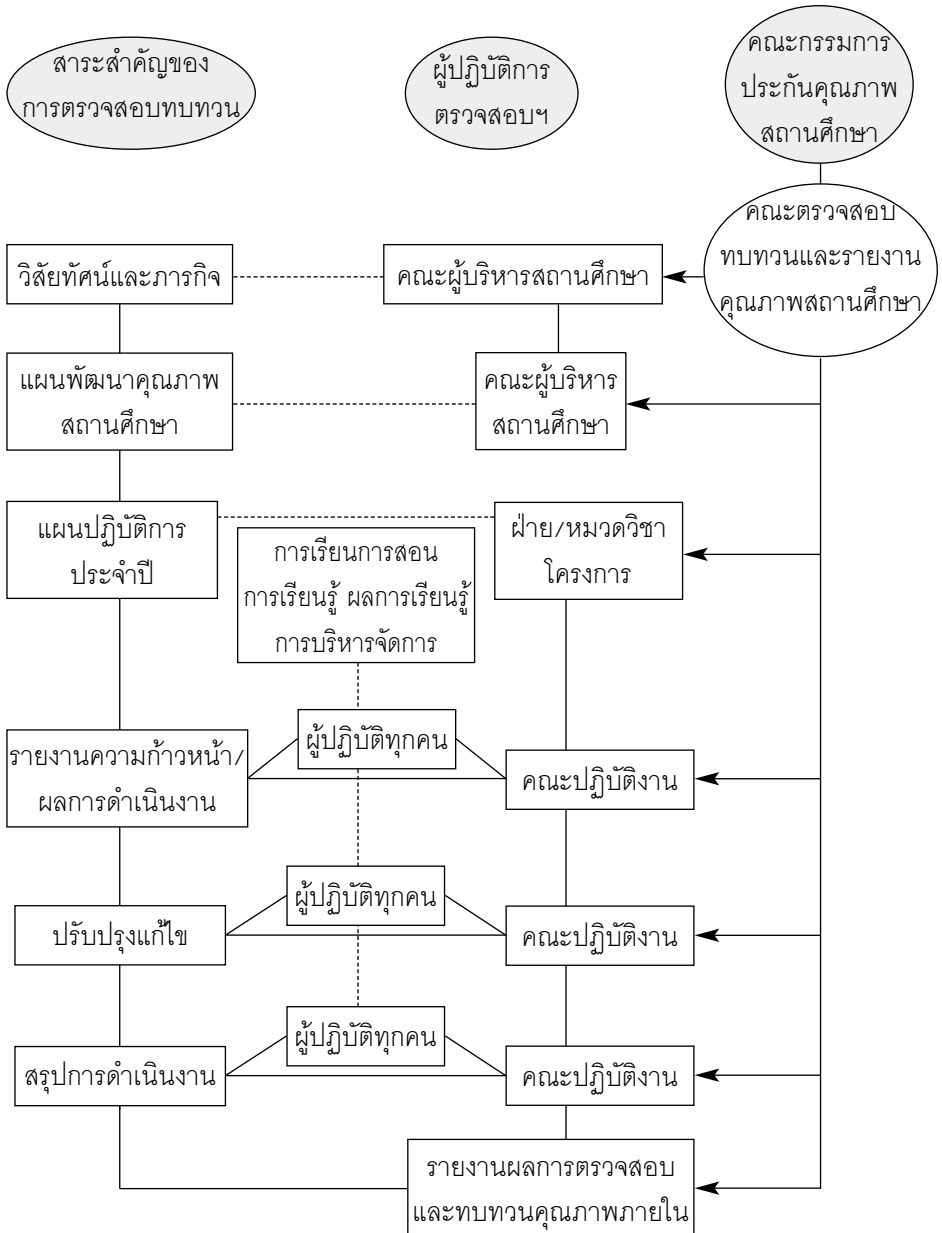 สาระสำคัญของ
การตรวจสอบทบทวน
ผู้ปฏิบัติการ
ตรวจสอบฯ
คณะกรรมการ
ประกันคุณภาพ
สถานศึกษา
คณะตรวจสอบ
ทบทวนและรายงาน
คุณภาพสถานศึกษา
วิสัยทัศน์และภารกิจ
คณะผู้บริหารสถานศึกษา
แผนพัฒนาคุณภาพ
สถานศึกษา
คณะผู้บริหาร
สถานศึกษา
แผนปฏิบัติการ
ประจำปี
การเรียนการสอน
การเรียนรู้ ผลการเรียนรู้
การบริหารจัดการ
ฝ่าย/หมวดวิชา
โครงการ
รายงานความก้าวหน้า/
ผลการดำเนินงาน
ผู้ปฏิบัติทุกคน
คณะปฏิบัติงาน
ปรับปรุงแก้ไข
ผู้ปฏิบัติทุกคน
คณะปฏิบัติงาน
สรุปการดำเนินงาน
ผู้ปฏิบัติทุกคน
คณะปฏิบัติงาน
รายงานผลการตรวจสอบ
และทบทวนคุณภาพภายใน